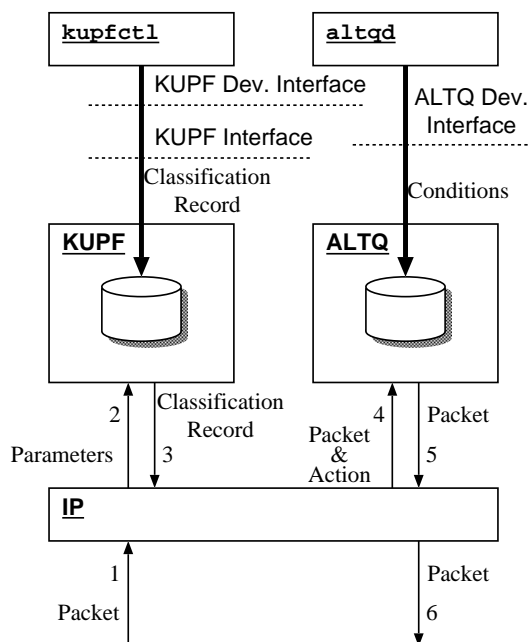 kupfctl
altqd
KUPF Dev. Interface
ALTQ Dev.
Interface
KUPF Interface
Classification
Record
Conditions
KUPF
ALTQ
2
Classification
Record
3
Parameters
4
Packet
&
Action
Packet
5
IP
1
Packet
Packet
6